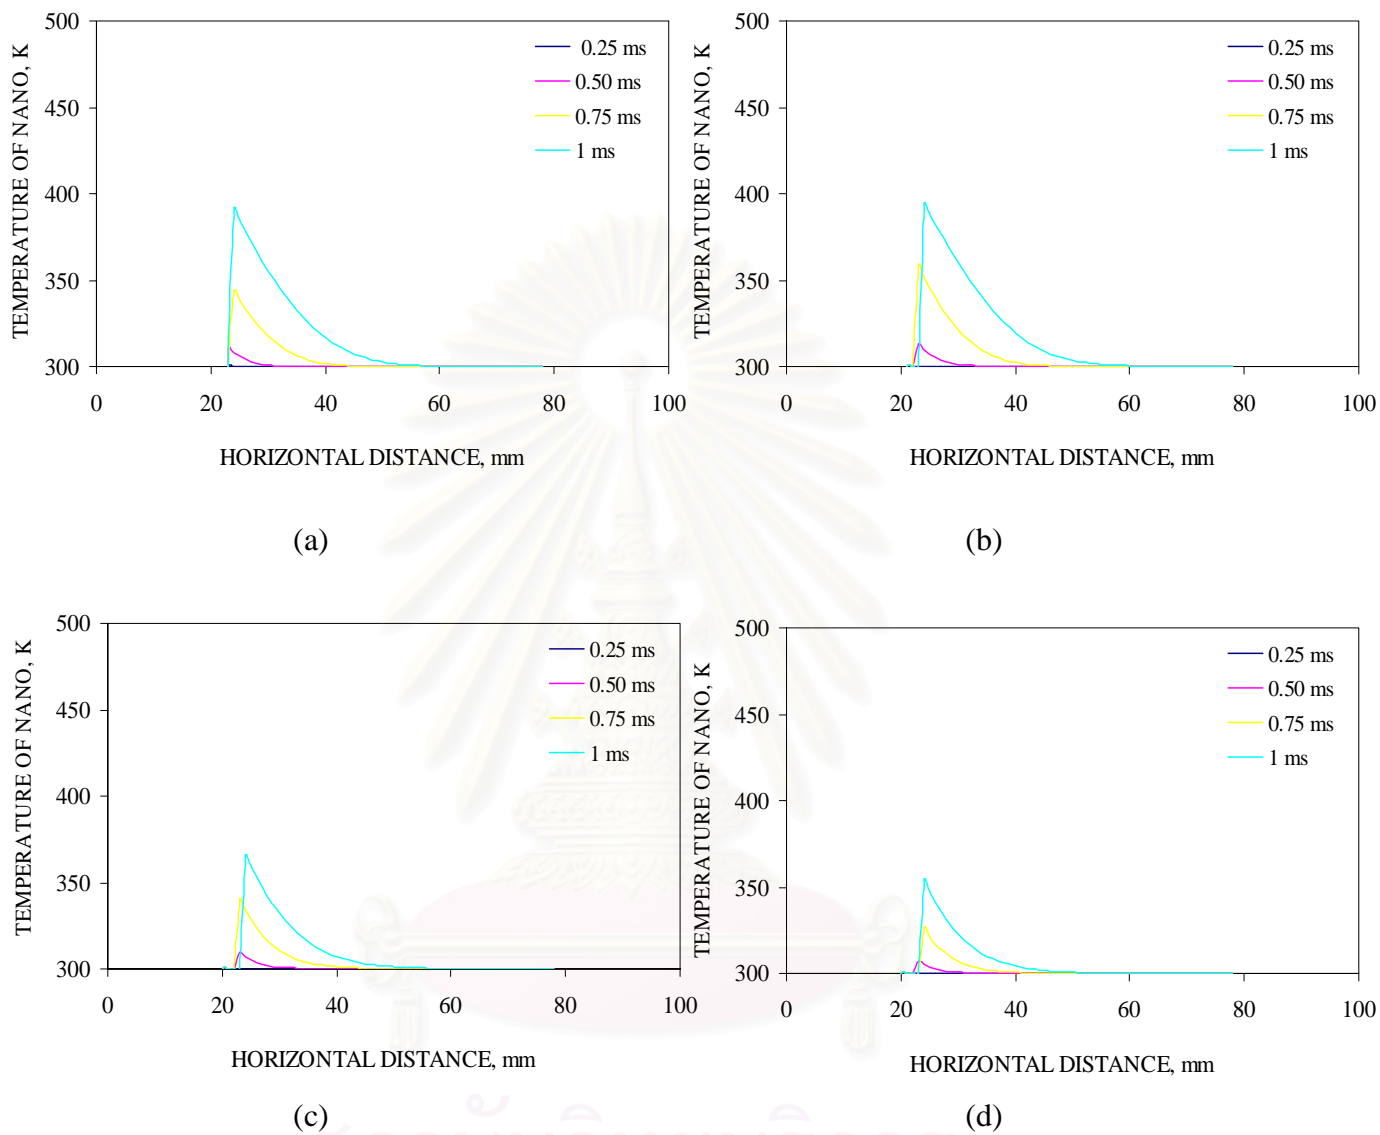 500
450
400
350
300
TEMPERATURE OF NANO, K
0.25 ms
0.50 ms
0.75 ms
1 ms
0 20 40 60 80 100
HORIZONTAL DISTANCE, mm
(a)
500
450
400
350
300
TEMPERATURE OF NANO, K
0.25 ms
0.50 ms
0.75 ms
1 ms
0 20 40 60 80 100
HORIZONTAL DISTANCE, mm
(b)
500
450
400
350
300
TEMPERATURE OF NANO, K
0.25 ms
0.50 ms
0.75 ms
1 ms
0 20 40 60 80 100
HORIZONTAL DISTANCE, mm
(c)
500
450
400
350
300
TEMPERATURE OF NANO, K
0.25 ms
0.50 ms
0.75 ms
1 ms
0 20 40 60 80 100
HORIZONTAL DISTANCE, mm
(d)